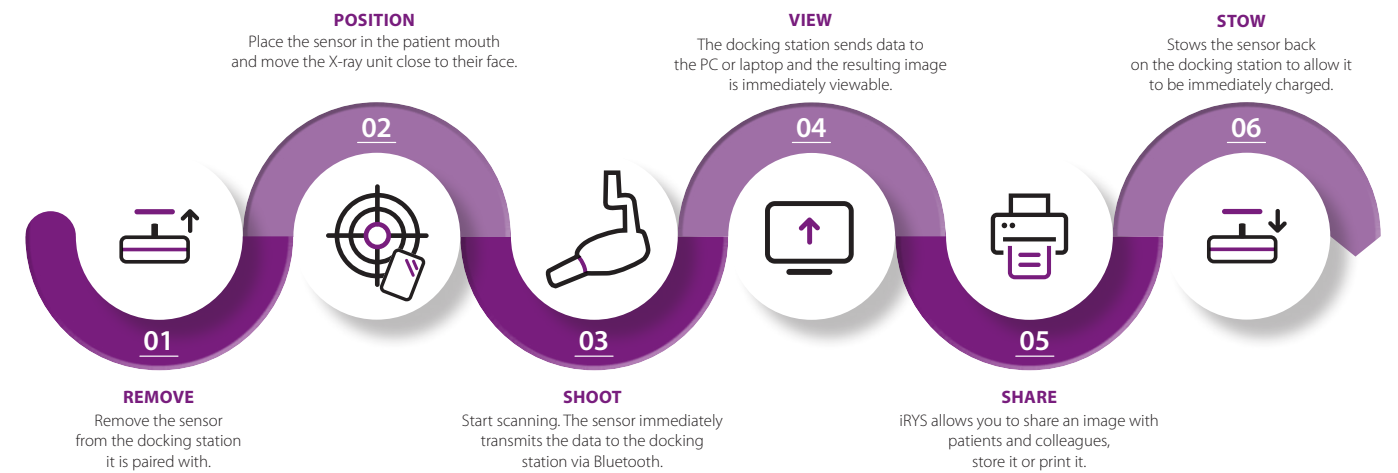 01
REMOVE
Remove the sensor
from the docking station
it is paired with.
POSITION
Place the sensor in the patient mouth
and move the X-ray unit close to their face.
02
03
SHOOT
Start scanning. The sensor immediately
transmits the data to the docking
station via Bluetooth.
VIEW
The docking station sends data to
the PC or laptop and the resulting image
is immediately viewable.
04
05
SHARE
iRYS allows you to share an image with
patients and colleagues,
store it or print it.
STOW
Stows the sensor back
on the docking station to allow it
to be immediately charged.
06